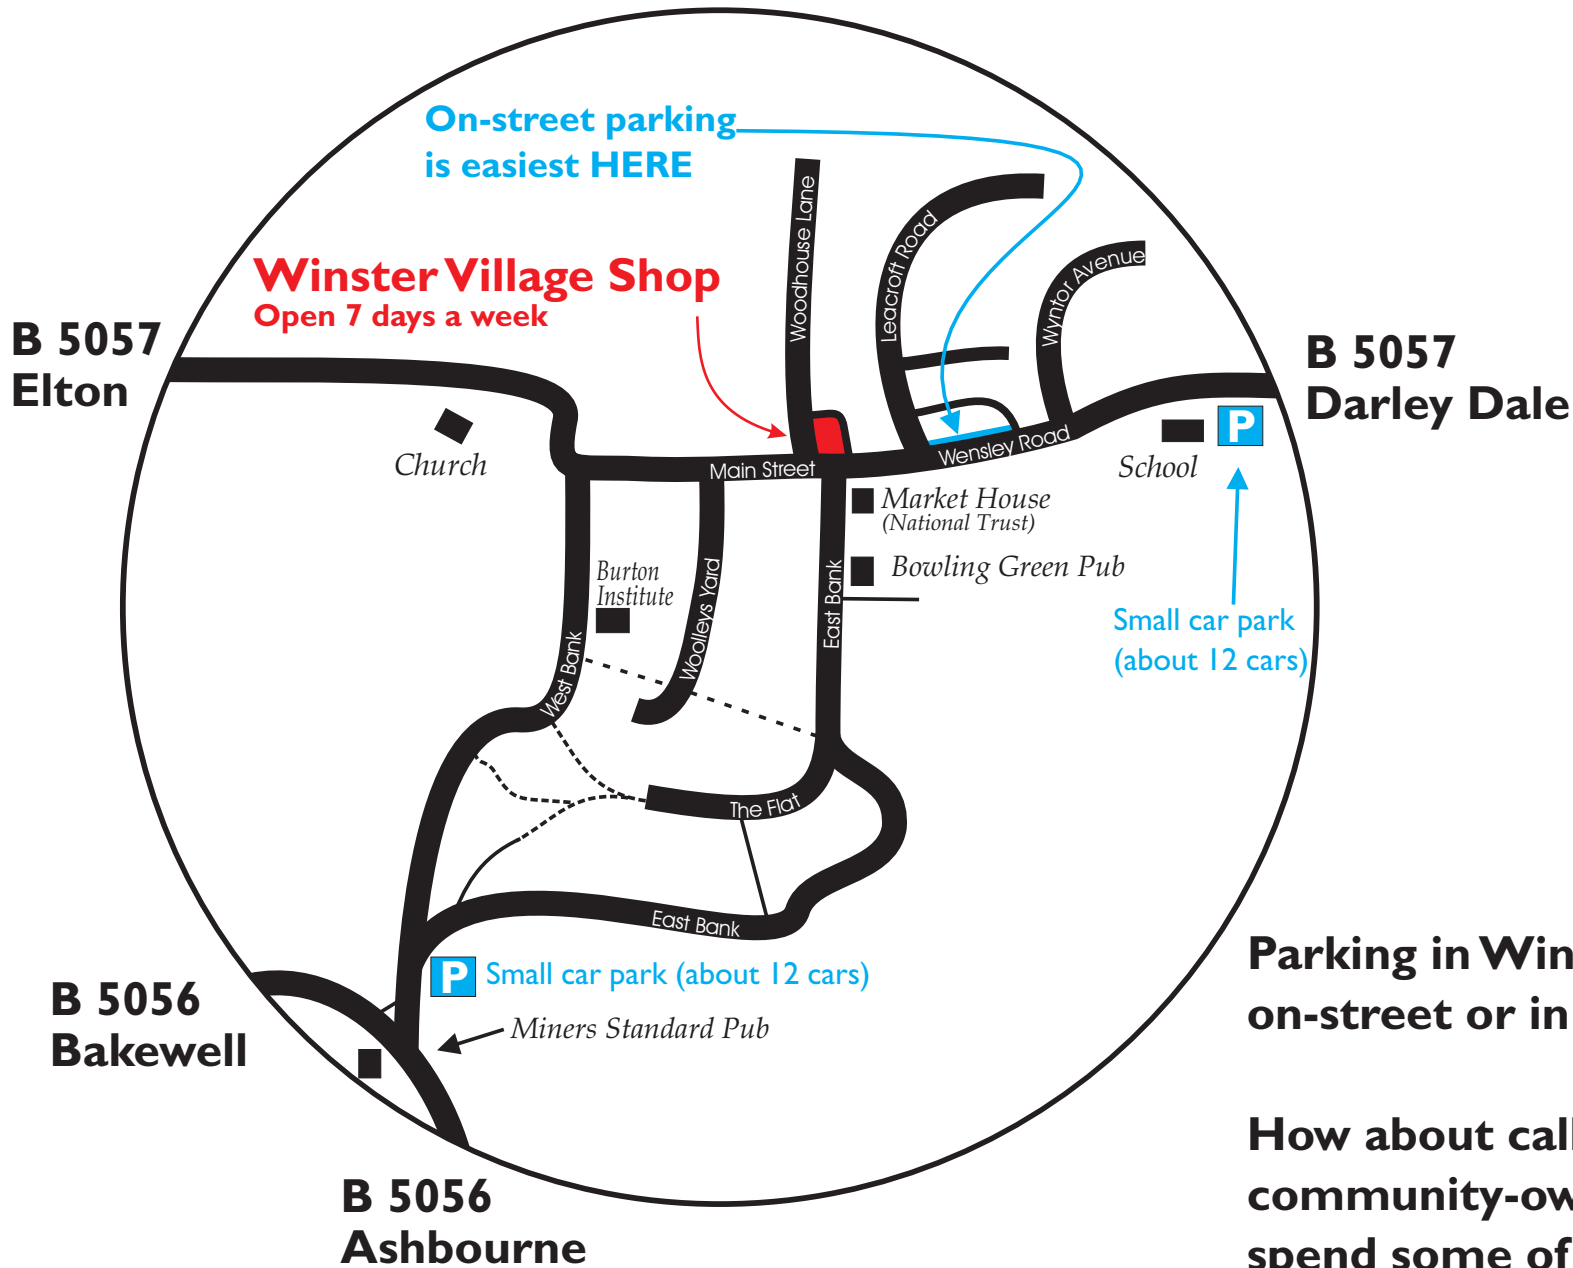 On-street parking
is easiest HERE
Winster Village Shop
Open 7 days a week
Woodhouse Lane
Leacroft Road
Wyntor Avenue
B 5057
Elton
B 5057
Darley Dale
Church
Main Street
Wensley Road
School
P
Market House
(National Trust)
Bowling Green Pub
Burton
Institute
Woolleys Yard
East Bank
West Bank
Small car park
(about 12 cars)
The Flat
East Bank
P
Small car park (about 12 cars)
Miners Standard Pub
B 5056
Bakewell
B 5056
Ashbourne
Parking in Win
on-street or in
How about call
community-ow
spend some of